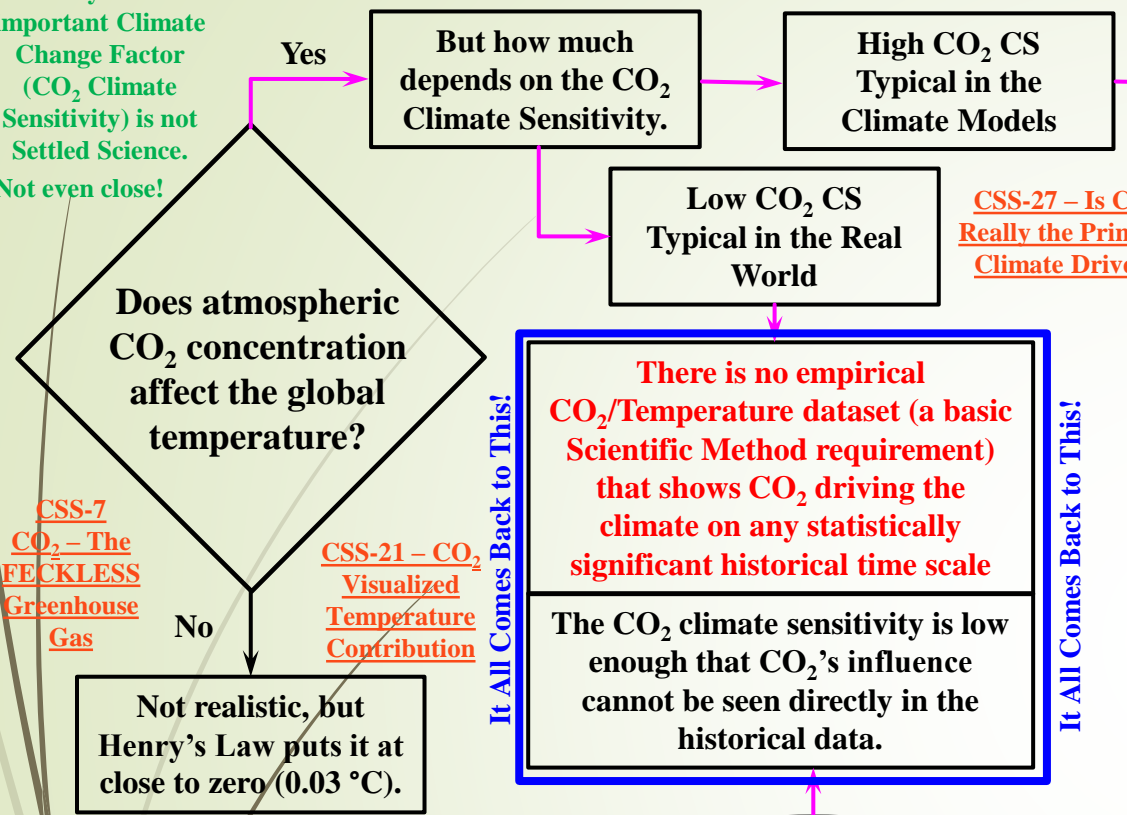 important Climate
Change Factor
(CO₂ Climate
Sensitivity) is not
Settled Science.
Not even close!
Yes
But how much
depends on the CO₂
Climate Sensitivity.
High CO₂ CS
Typical in the
Climate Models
Low CO₂ CS
Typical in the Real
World
CSS-27 – Is C
Really the Prin
Climate Drive
Does atmospheric
CO₂ concentration
affect the global
temperature?
It All Comes Back to This!
There is no empirical
CO₂/Temperature dataset (a basic
Scientific Method requirement)
that shows CO₂ driving the
climate on any statistically
significant historical time scale
The CO₂ climate sensitivity is low
enough that CO₂'s influence
cannot be seen directly in the
historical data.
It All Comes Back to This!
CSS-7
CO₂ – The
FECKLESS
Greenhouse
Gas
CSS-21 – CO₂
Visualized
Temperature
Contribution
No
Not realistic, but
Henry's Law puts it at
close to zero (0.03 °C).